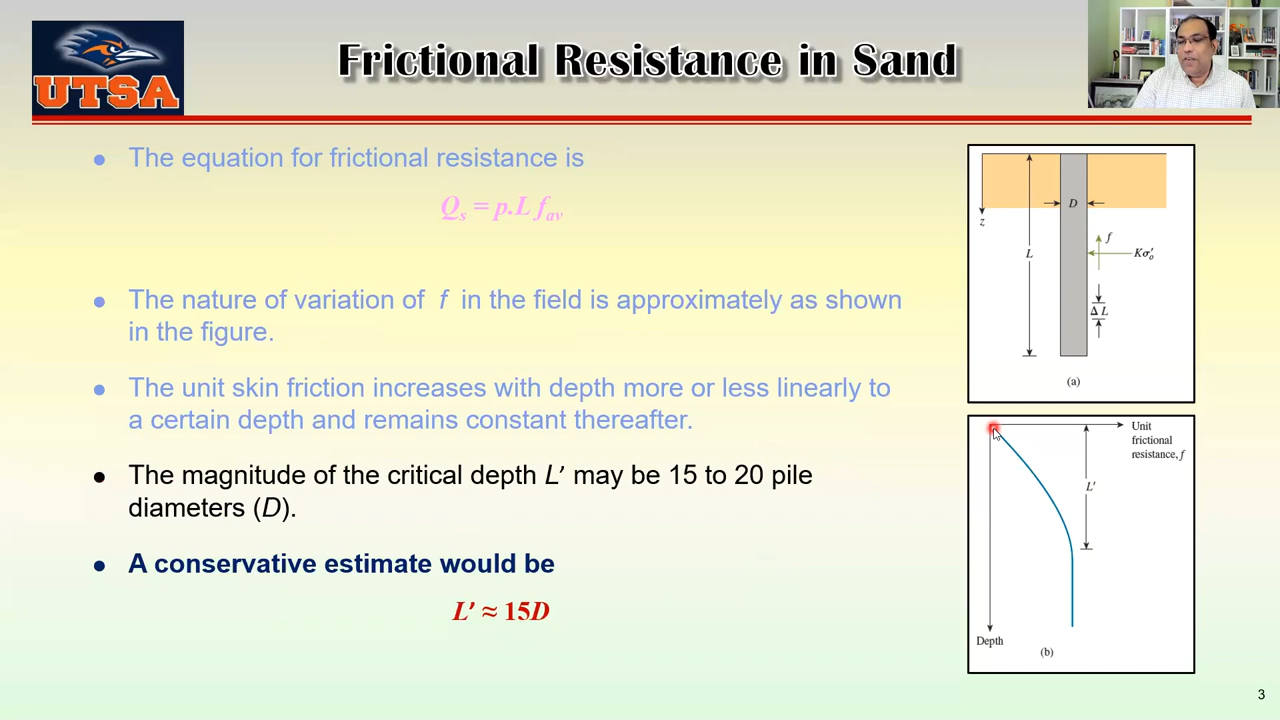 UTSA
Frictional Resistance in Sand
• The equation for frictional resistance is
Qs = p.L fav
• The nature of variation of f in the field is approximately as shown
in the figure.
• The unit skin friction increases with depth more or less linearly to
a certain depth and remains constant thereafter.
• The magnitude of the critical depth L′ may be 15 to 20 pile
diameters (D).
• A conservative estimate would be
L′ ≈ 15D
D
z
f
L
Kσ′o
Δ L
(a)
Unit
frictional
resistance, f
L′
Depth
(b)
3